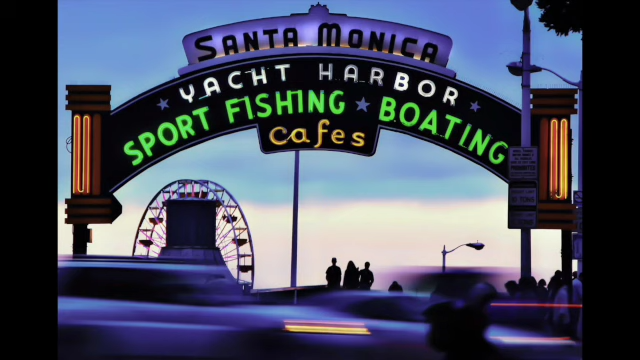 SANTA MONICA
YACHT HARBOR
SPORT FISHING ★ BOATING
cafes